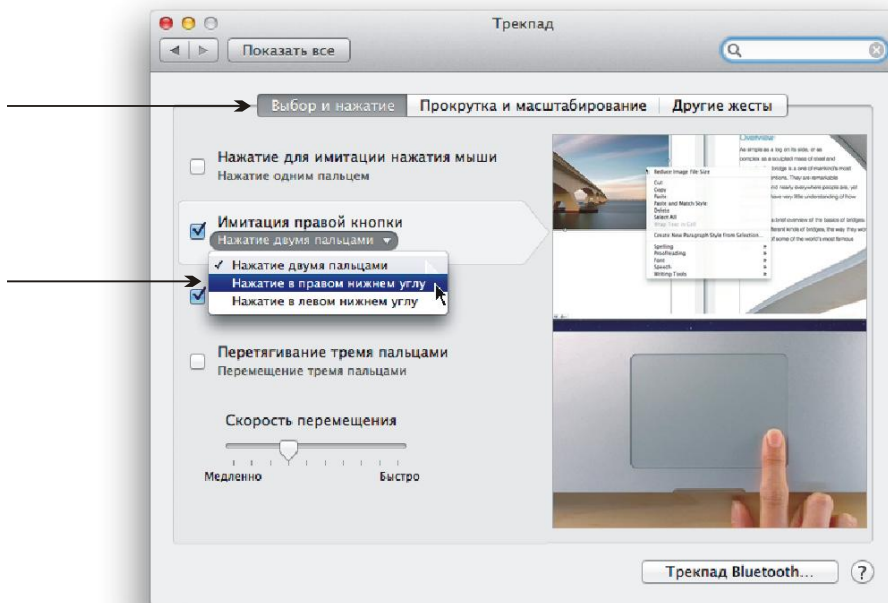 Трекпад
Показать все
Выбор и нажатие
Прокрутка и масштабирование
Другие жесты
Нажатие для имитации нажатия мыши
Нажатие одним пальцем
Имитация правой кнопки
Нажатие двумя пальцами
✓ Нажатие двумя пальцами
Нажатие в правом нижнем углу
Нажатие в левом нижнем углу
Перетягивание тремя пальцами
Перемещение тремя пальцами
Скорость перемещения
Медленно
Быстро
Overview
Reduce Image File Size
Cut
Copy
Paste
Paste and Match Style
Delete
Select All
Create New Paragraph Style From Selection...
Spelling
Proofreading
Font
Speech
Writing Tools
Трекпад Bluetooth...
?